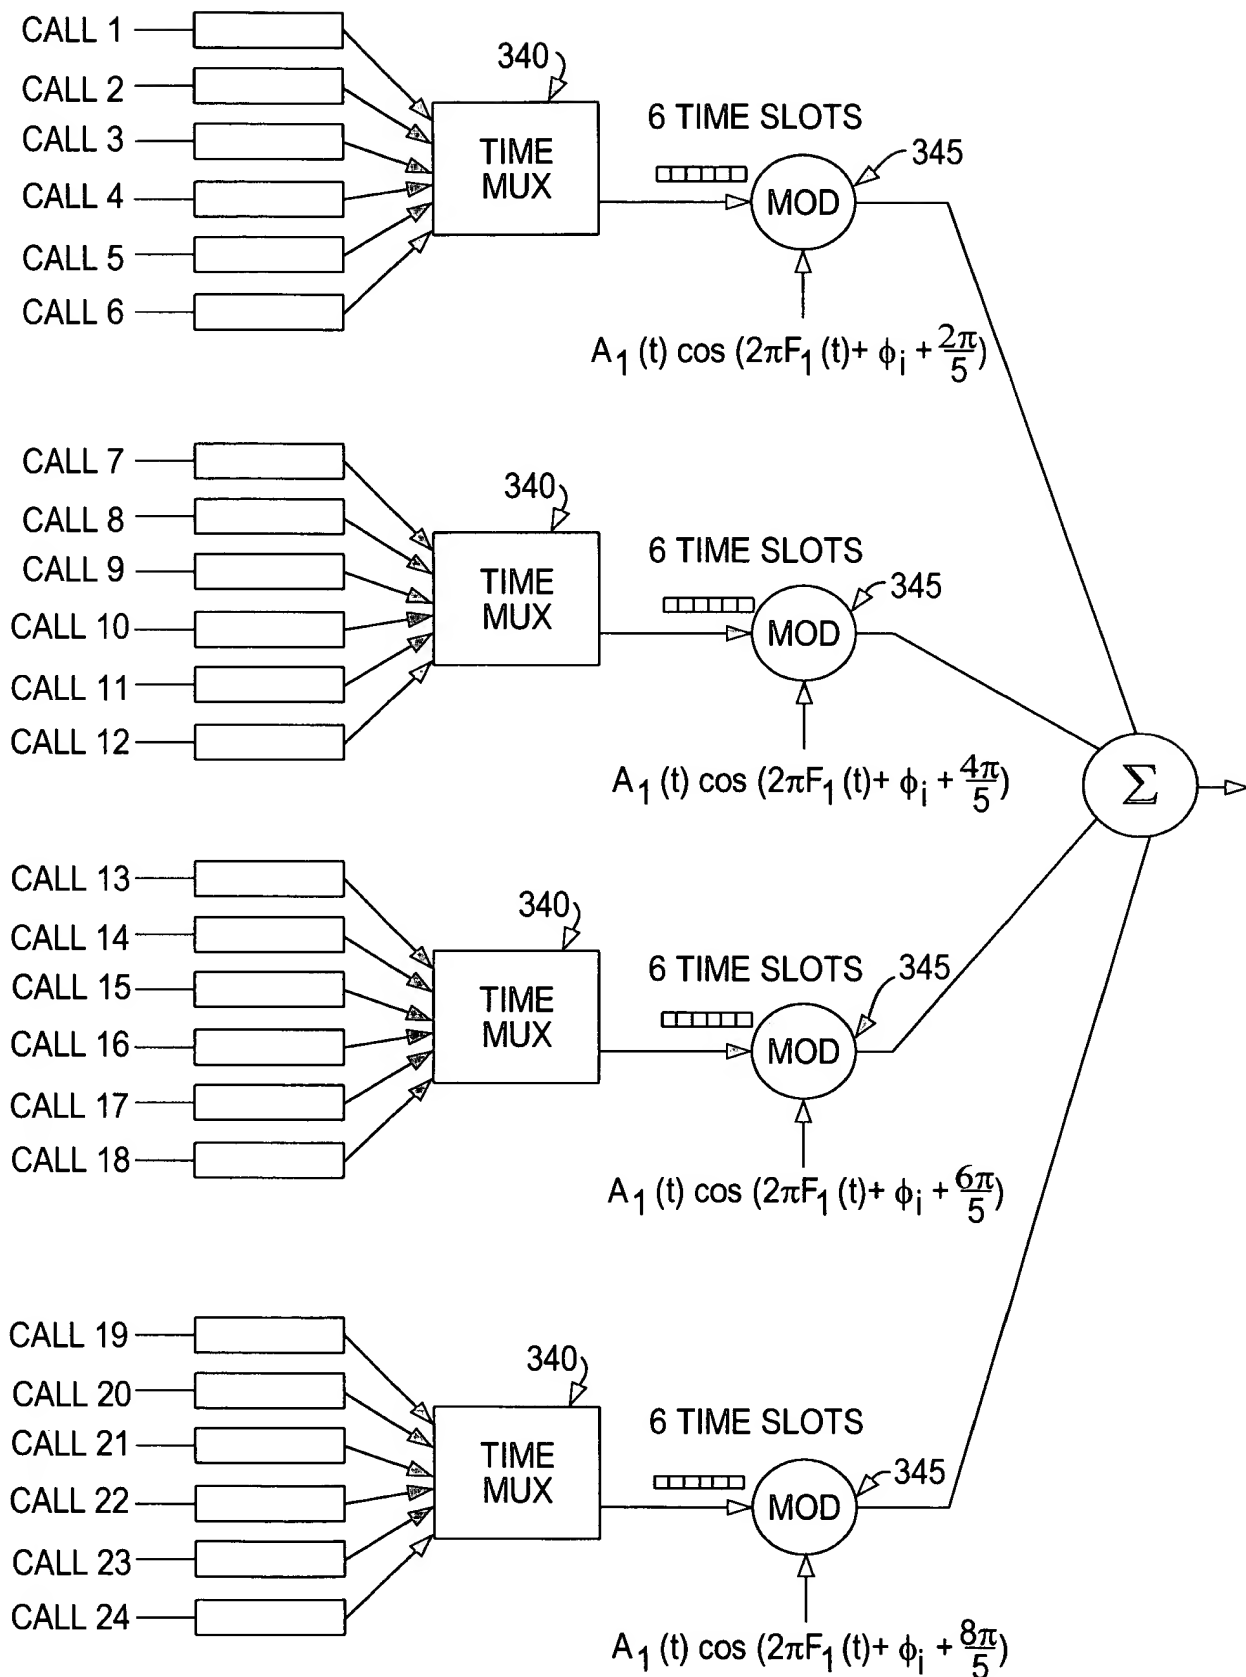 CALL 1
CALL 2
CALL 3
CALL 4
CALL 5
CALL 6
340
TIME
MUX
6 TIME SLOTS
345
MOD
A₁ (t) cos (2πF₁ (t)+ ϕᵢ + 2π/5)
CALL 7
CALL 8
CALL 9
CALL 10
CALL 11
CALL 12
340
TIME
MUX
6 TIME SLOTS
345
MOD
A₁ (t) cos (2πF₁ (t)+ ϕᵢ + 4π/5)
Σ
CALL 13
CALL 14
CALL 15
CALL 16
CALL 17
CALL 18
340
TIME
MUX
6 TIME SLOTS
345
MOD
A₁ (t) cos (2πF₁ (t)+ ϕᵢ + 6π/5)
CALL 19
CALL 20
CALL 21
CALL 22
CALL 23
CALL 24
340
TIME
MUX
6 TIME SLOTS
345
MOD
A₁ (t) cos (2πF₁ (t)+ ϕᵢ + 8π/5)